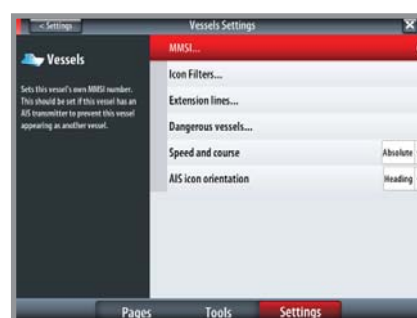 < Settings
Vessels Settings
X
Vessels
Sets this vessel's own MMSI number.
This should be set if this vessel has an
AIS transmitter to prevent this vessel
appearing as another vessel.
MMSI...
Icon Filters...
Extension lines...
Dangerous vessels...
Speed and course
Absolute
AIS icon orientation
Heading
Pages
Tools
Settings